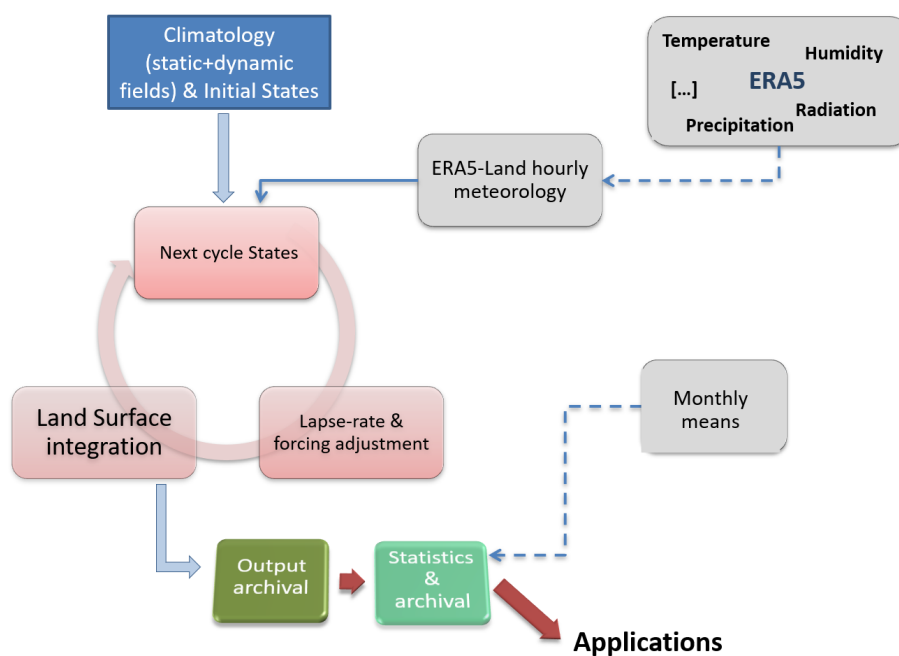 Climatology
(static+dynamic
fields) & Initial States
Temperature
Humidity
[...] ERA5
Radiation
Precipitation
ERA5-Land hourly
meteorology
Next cycle States
Land Surface
integration
Lapse-rate &
forcing adjustment
Monthly
means
Output
archival
Statistics
&
archival
Applications